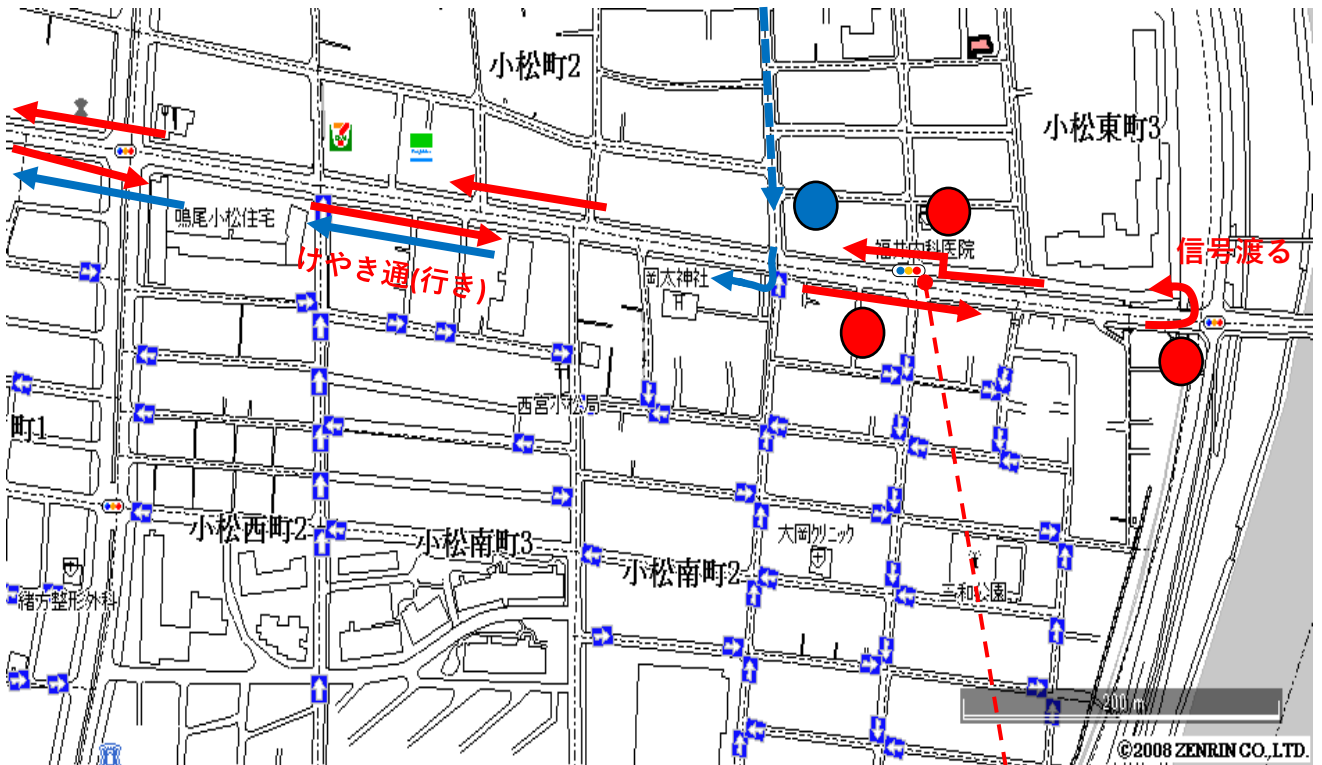 小松町2
小松東町3
鳴尾小松住宅
福井内科医院
信号渡る
けやき通(行き)
岡太神社
西宮小松局
町1
小松西町2
小松南町3
小松南町2
大岡クリニック
三和公園
緒方整形外科
200 m
©2008 ZENRIN CO.,LTD.